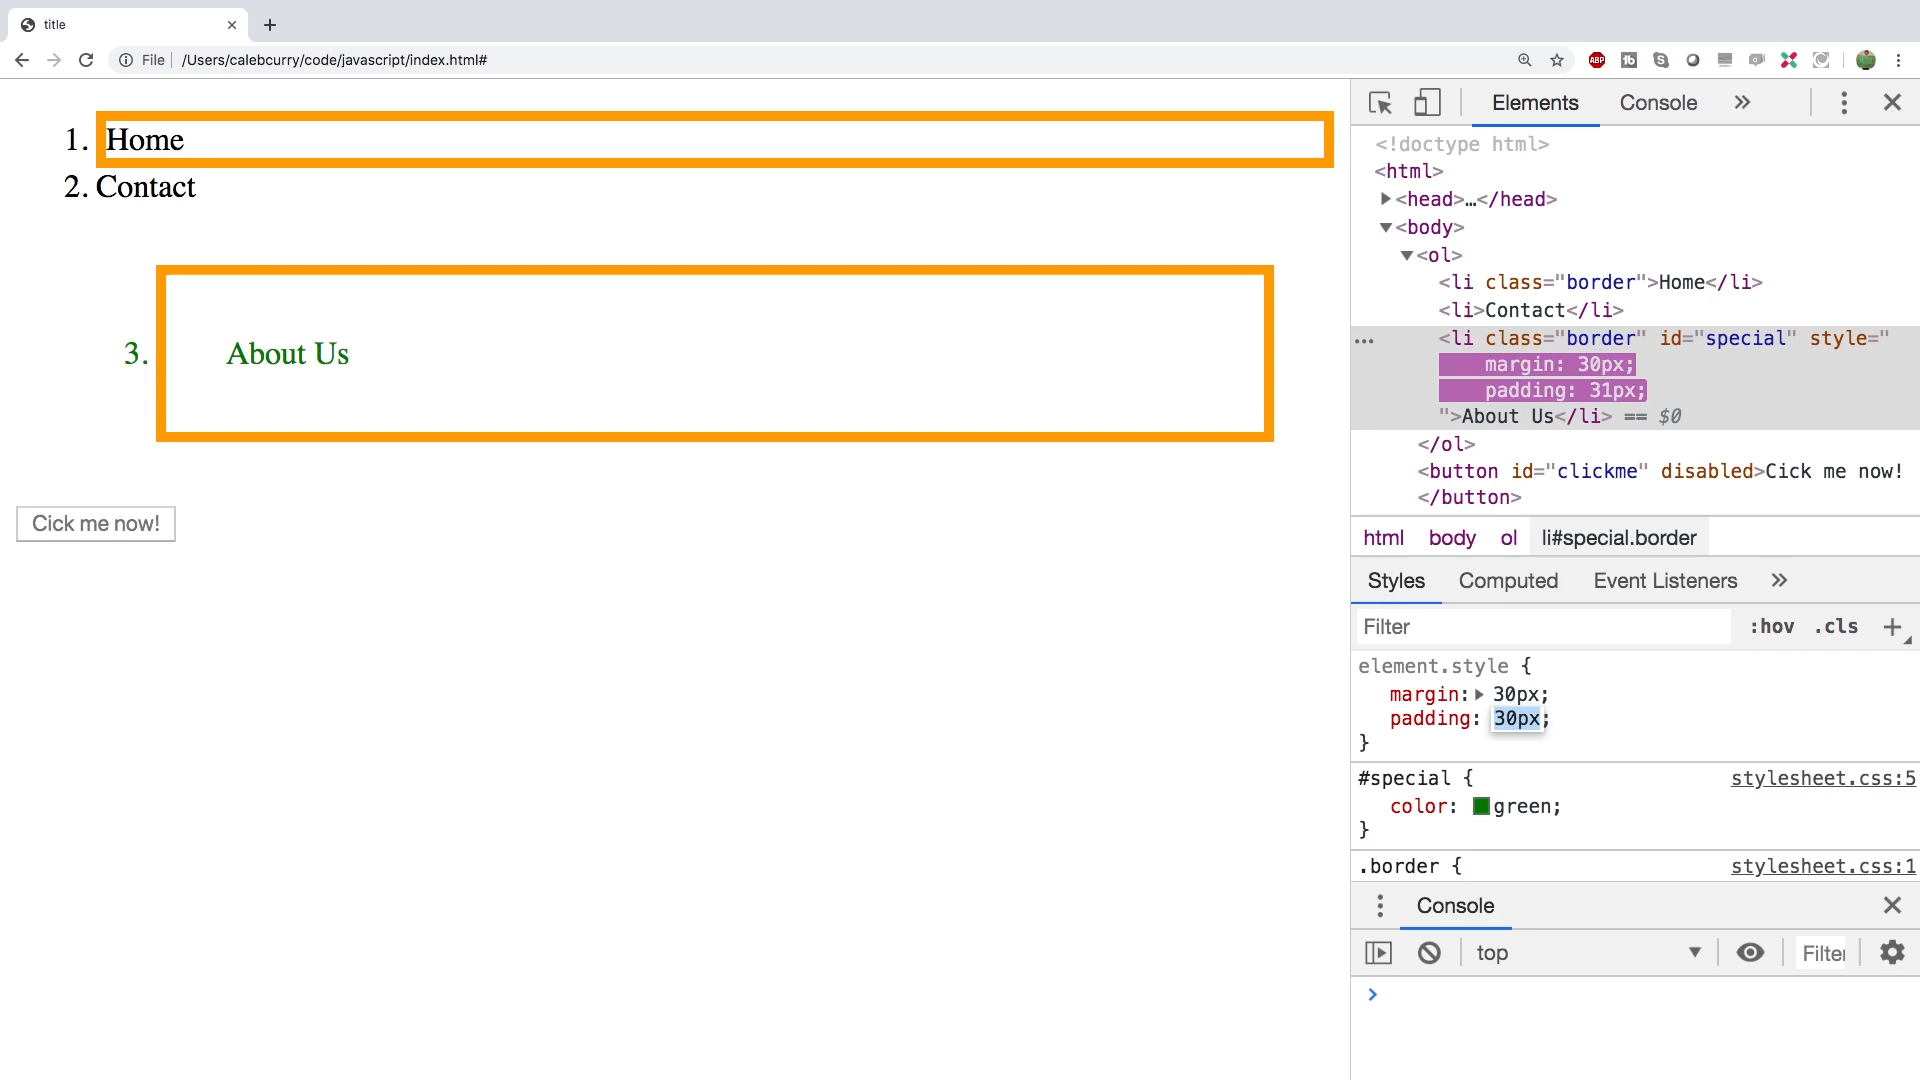 title
File /Users/calebcurry/code/javascript/index.html#
ABP
1. Home
2. Contact
3. About Us
Cick me now!
Elements Console »
<!doctype html>
<html>
<head>…</head>
<body>
<ol>
<li class="border">Home</li>
<li>Contact</li>
<li class="border" id="special" style="
margin: 30px;
padding: 31px;
">About Us</li> == $0
</ol>
<button id="clickme" disabled>Cick me now!
</button>
html body ol li#special.border
Styles Computed Event Listeners »
Filter :hov .cls +
element.style {
margin: 30px;
padding: 30px;
}
#special { stylesheet.css:5
color: green;
}
.border { stylesheet.css:1
Console
top Filter